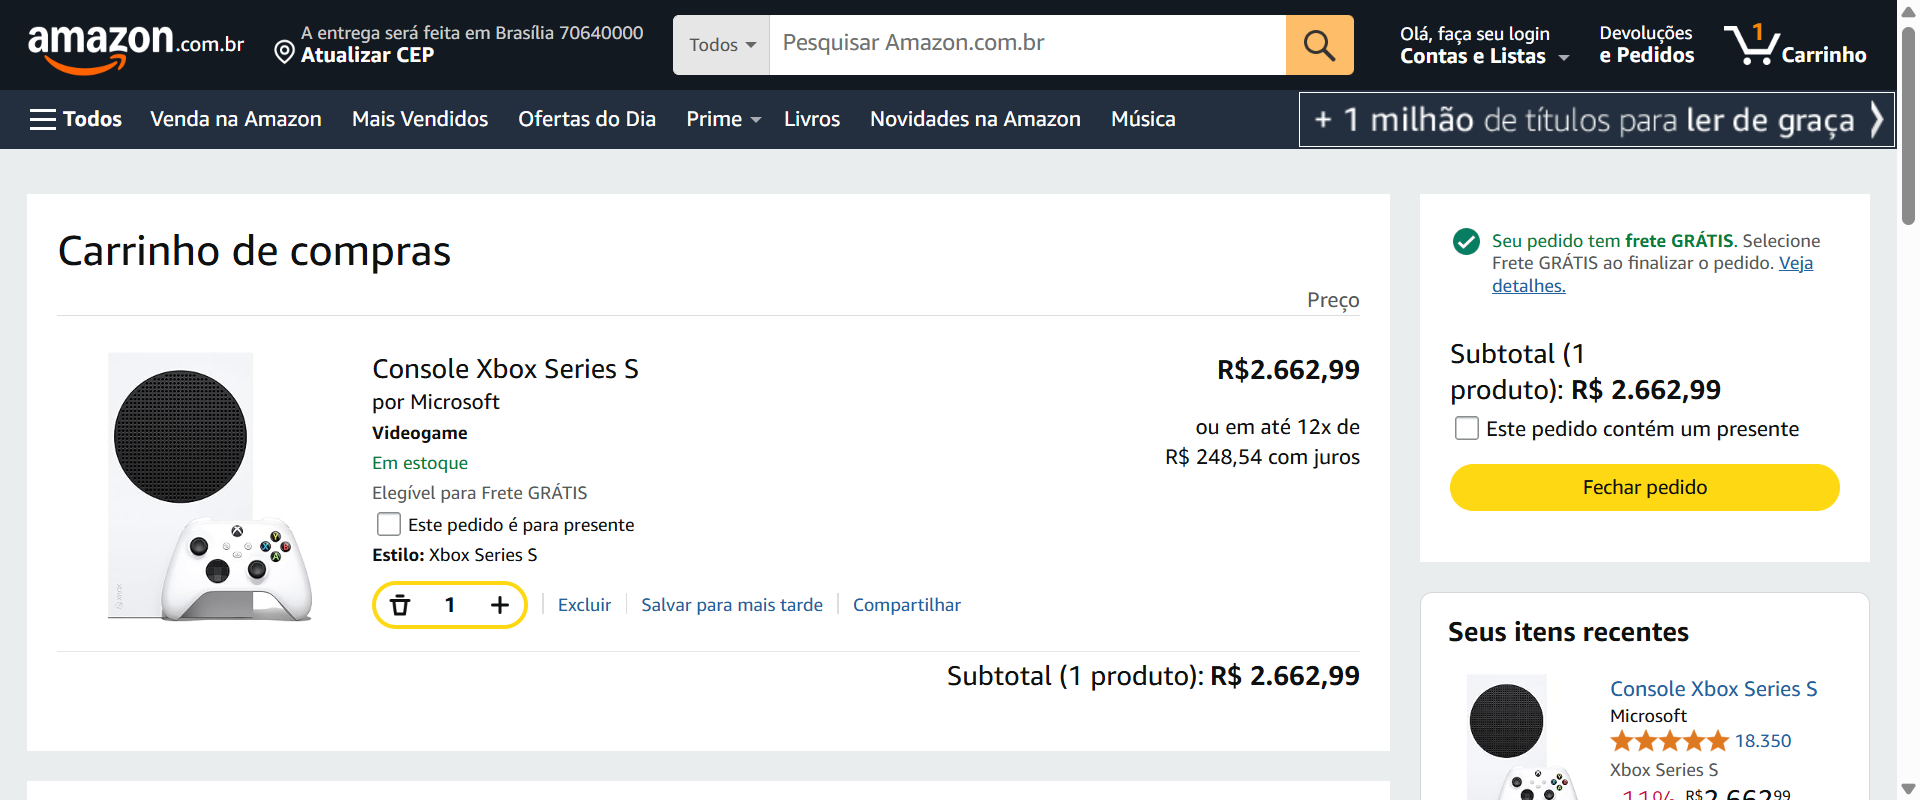 amazon.com.br
A entrega será feita em Brasília 70640000
Atualizar CEP
Todos
Pesquisar Amazon.com.br
Olá, faça seu login
Contas e Listas
Devoluções
e Pedidos
1
Carrinho
Todos
Venda na Amazon
Mais Vendidos
Ofertas do Dia
Prime
Livros
Novidades na Amazon
Música
+ 1 milhão de títulos para ler de graça
Carrinho de compras
Preço
Console Xbox Series S
por Microsoft
Videogame
Em estoque
Elegível para Frete GRÁTIS
Este pedido é para presente
Estilo: Xbox Series S
1
Excluir
Salvar para mais tarde
Compartilhar
R$2.662,99
ou em até 12x de
R$ 248,54 com juros
Subtotal (1 produto): R$ 2.662,99
Seu pedido tem frete GRÁTIS. Selecione
Frete GRÁTIS ao finalizar o pedido. Veja
detalhes.
Subtotal (1
produto): R$ 2.662,99
Este pedido contém um presente
Fechar pedido
Seus itens recentes
Console Xbox Series S
Microsoft
18.350
Xbox Series S
-11% R$2.66299